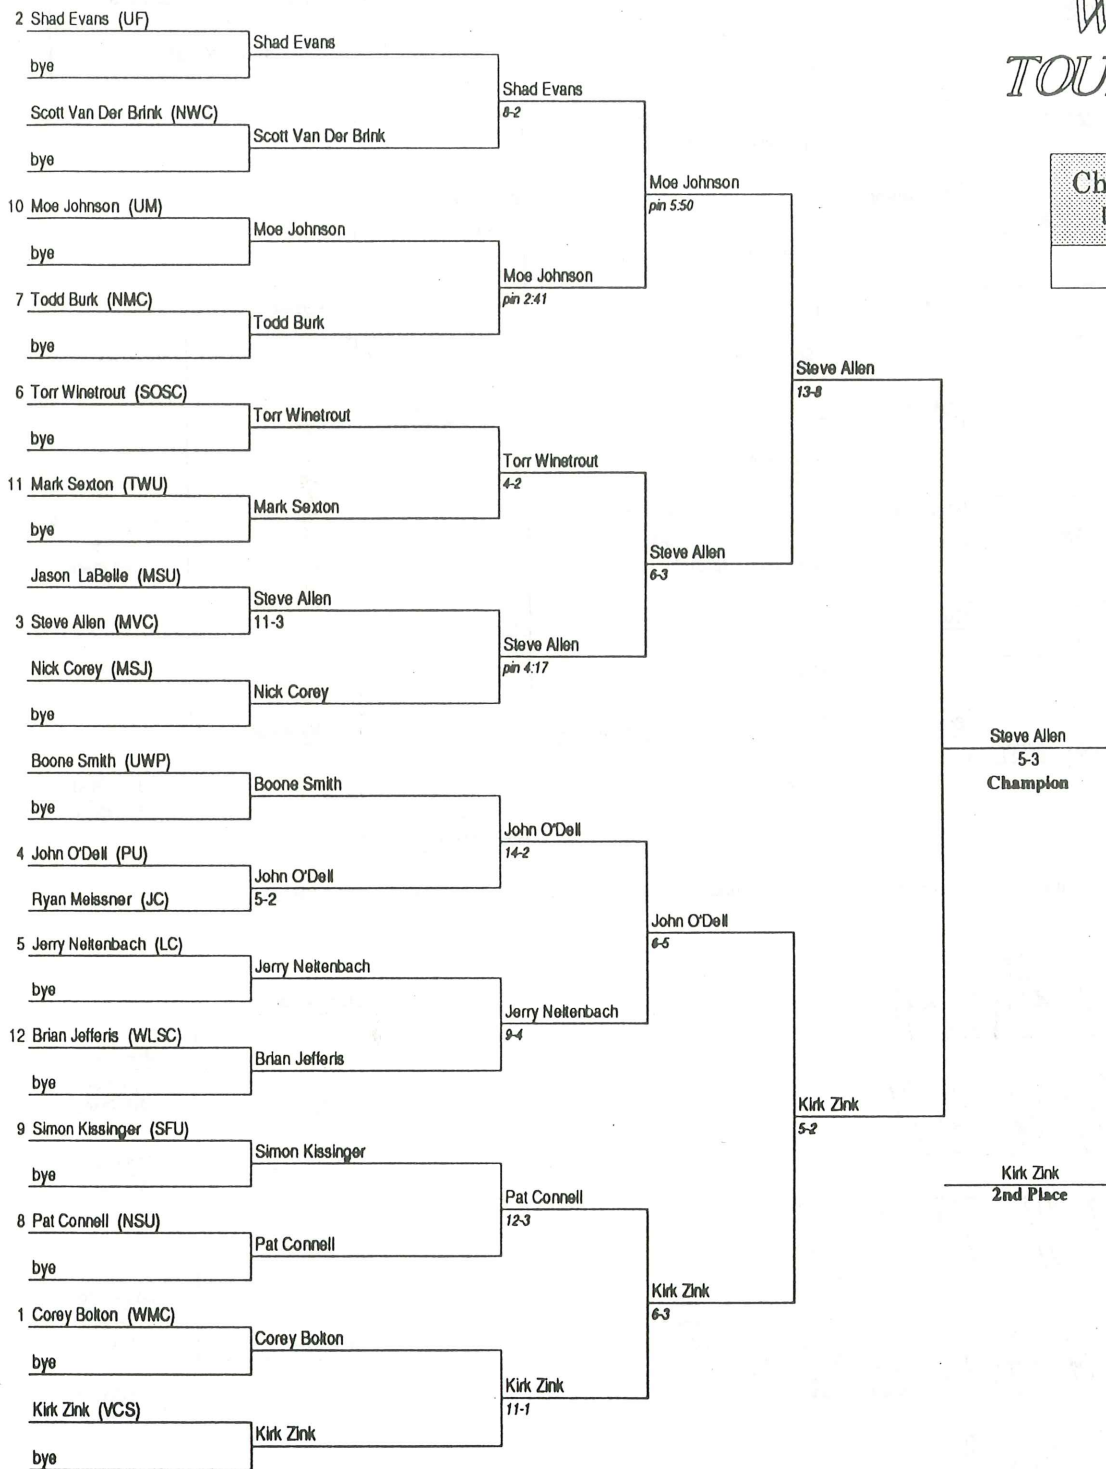 2 Shad Evans (UF)
bye
Scott Van Der Brink (NWC)
bye
10 Moe Johnson (UM)
bye
7 Todd Burk (NMC)
bye
6 Torr Winetrout (SOSC)
bye
11 Mark Sexton (TWU)
bye
Jason LaBelle (MSU)
3 Steve Allen (MVC)
Nick Corey (MSJ)
bye
Boone Smith (UWP)
bye
4 John O'Dell (PU)
Ryan Meissner (JC)
5 Jerry Neltenbach (LC)
bye
12 Brian Jefferis (WLSC)
bye
9 Simon Kissinger (SFU)
bye
8 Pat Connell (NSU)
bye
1 Corey Bolton (WMC)
bye
Kirk Zink (VCS)
bye
Shad Evans
Scott Van Der Brink
Moe Johnson
Todd Burk
Torr Winetrout
Mark Sexton
Steve Allen
11-3
Nick Corey
Boone Smith
John O'Dell
5-2
Jerry Neltenbach
Brian Jefferis
Simon Kissinger
Pat Connell
Corey Bolton
Kirk Zink
Shad Evans
8-2
Moe Johnson
pin 2:41
Torr Winetrout
4-2
Steve Allen
pin 4:17
John O'Dell
14-2
Jerry Neltenbach
9-4
Pat Connell
12-3
Kirk Zink
11-1
Moe Johnson
pin 5:50
Steve Allen
6-3
John O'Dell
6-5
Kirk Zink
6-3
Steve Allen
13-8
Kirk Zink
5-2
Steve Allen
5-3
Champion
Kirk Zink
2nd Place
W
TOU
Ch